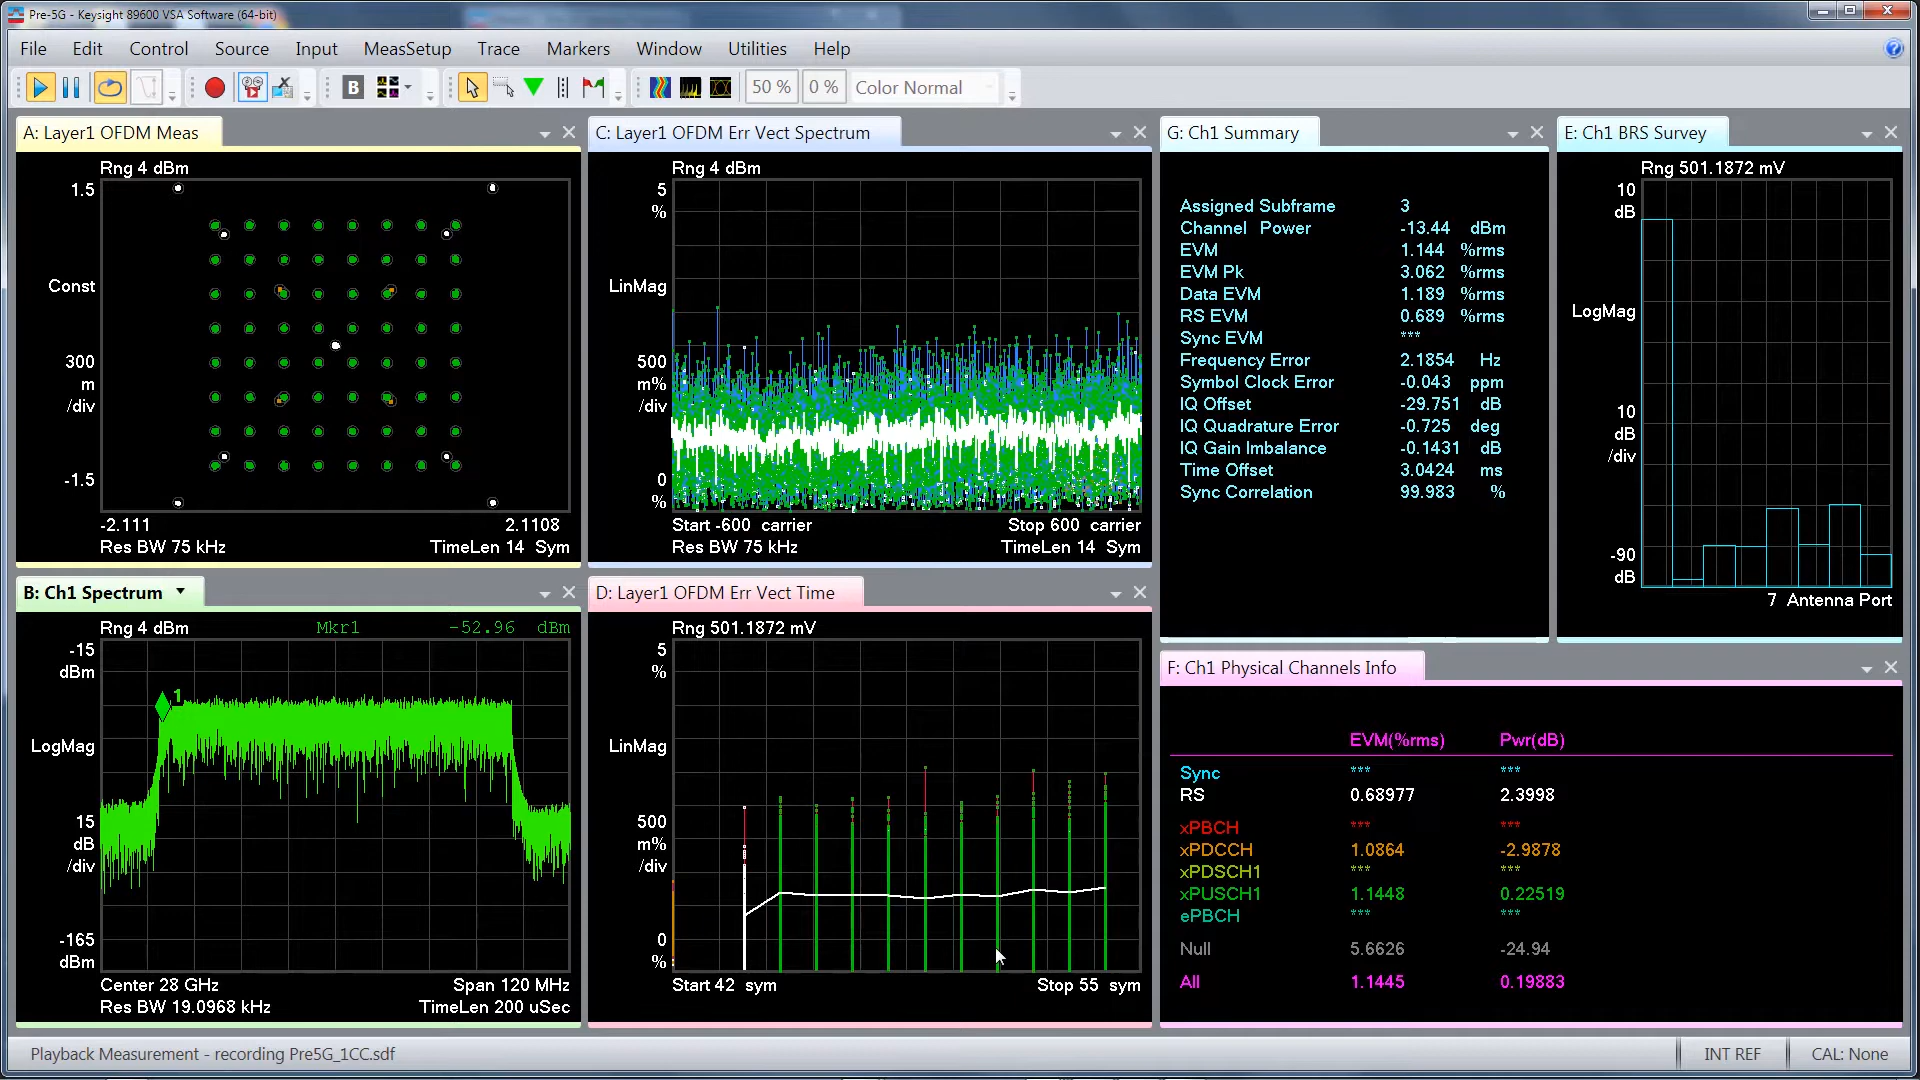 Pre-5G - Keysight 89600 VSA Software (64-bit)
File Edit Control Source Input MeasSetup Trace Markers Window Utilities Help
B 50 % 0 % Color Normal
A: Layer1 OFDM Meas
Rng 4 dBm
1.5
Const
300
m
/div
-1.5
-2.111 2.1108
Res BW 75 kHz TimeLen 14 Sym
C: Layer1 OFDM Err Vect Spectrum
Rng 4 dBm
5
%
LinMag
500
m%
/div
0
%
Start -600 carrier Stop 600 carrier
Res BW 75 kHz TimeLen 14 Sym
G: Ch1 Summary
Assigned Subframe 3
Channel Power -13.44 dBm
EVM 1.144 %rms
EVM Pk 3.062 %rms
Data EVM 1.189 %rms
RS EVM 0.689 %rms
Sync EVM ***
Frequency Error 2.1854 Hz
Symbol Clock Error -0.043 ppm
IQ Offset -29.751 dB
IQ Quadrature Error -0.725 deg
IQ Gain Imbalance -0.1431 dB
Time Offset 3.0424 ms
Sync Correlation 99.983 %
E: Ch1 BRS Survey
Rng 501.1872 mV
10
dB
LogMag
10
dB
/div
-90
dB
7 Antenna Port
B: Ch1 Spectrum
Rng 4 dBm Mkr1 -52.96 dBm
-15
dBm
1
LogMag
15
dB
/div
-165
dBm
Center 28 GHz Span 120 MHz
Res BW 19.0968 kHz TimeLen 200 uSec
D: Layer1 OFDM Err Vect Time
Rng 501.1872 mV
5
%
LinMag
500
m%
/div
0
%
Start 42 sym Stop 55 sym
F: Ch1 Physical Channels Info
EVM(%rms) Pwr(dB)
Sync *** ***
RS 0.68977 2.3998
xPBCH *** ***
xPDCCH 1.0864 -2.9878
xPDSCH1 *** ***
xPUSCH1 1.1448 0.22519
ePBCH *** ***
Null 5.6626 -24.94
All 1.1445 0.19883
Playback Measurement - recording Pre5G_1CC.sdf INT REF CAL: None